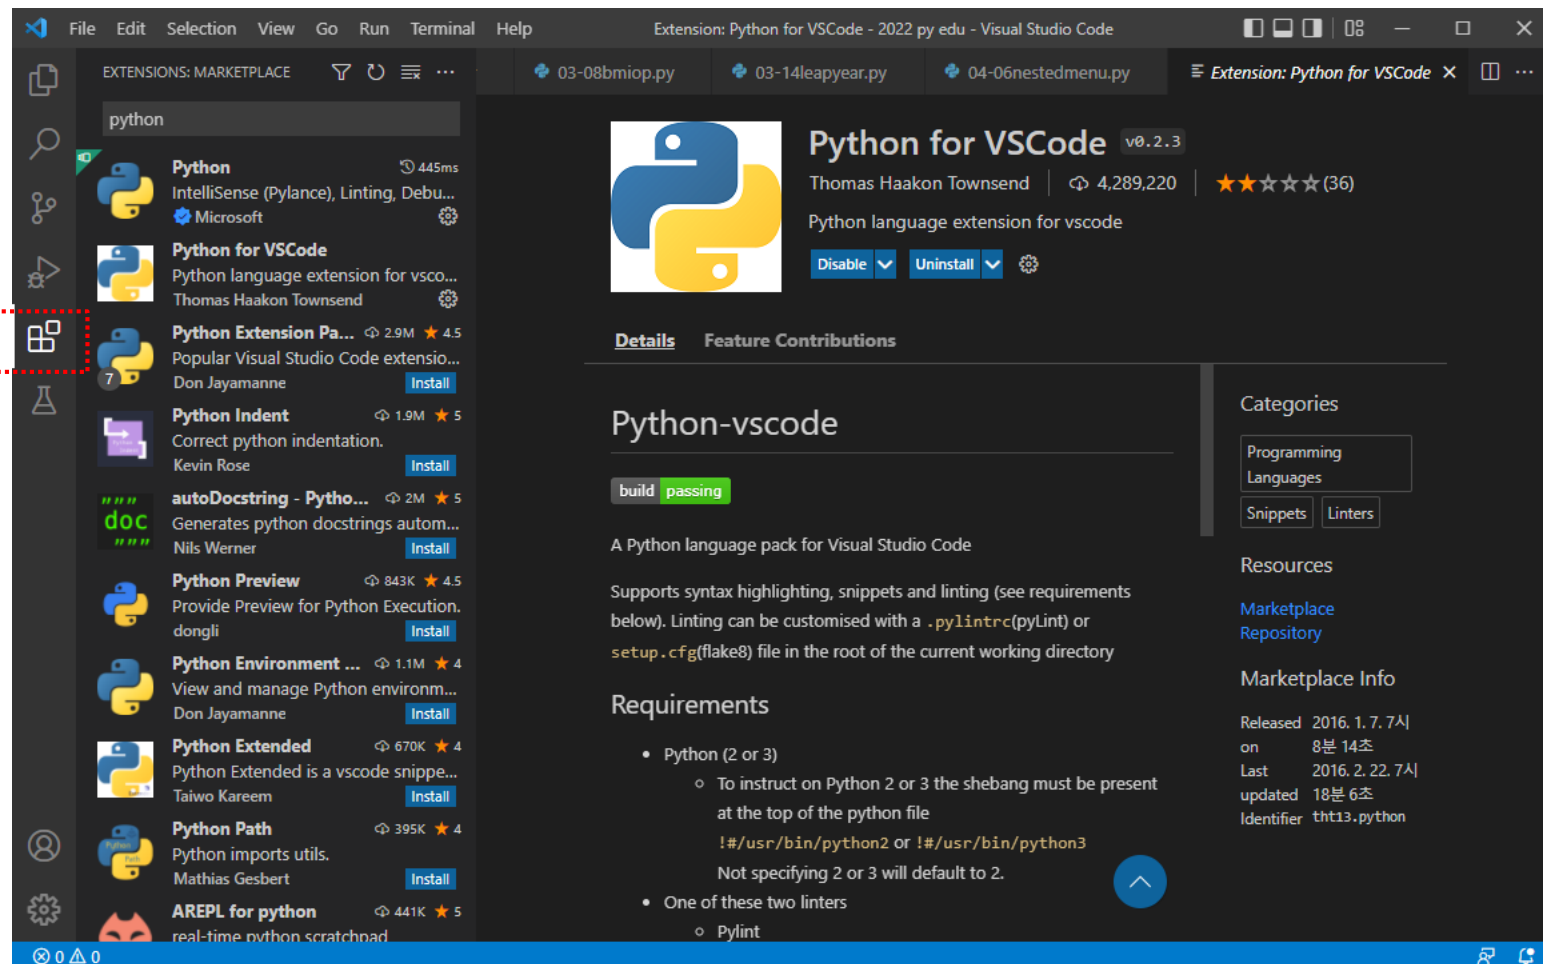 File Edit Selection View Go Run Terminal Help Extension: Python for VSCode - 2022 py edu - Visual Studio Code
EXTENSIONS: MARKETPLACE
03-08bmiop.py 03-14leapyear.py 04-06nestedmenu.py Extension: Python for VSCode
python
Python 445ms
IntelliSense (Pylance), Linting, Debu...
Microsoft
Python for VSCode
Python language extension for vsco...
Thomas Haakon Townsend
Python Extension Pa... 2.9M ★ 4.5
Popular Visual Studio Code extensio...
7
Don Jayamanne Install
Python Indent 1.9M ★ 5
Correct python indentation.
Kevin Rose Install
autoDocstring - Pytho... 2M ★ 5
"""
doc
"""
Generates python docstrings autom...
Nils Werner Install
Python Preview 843K ★ 4.5
Provide Preview for Python Execution.
dongli Install
Python Environment ... 1.1M ★ 4
View and manage Python environm...
Don Jayamanne Install
Python Extended 670K ★ 4
Python Extended is a vscode snippe...
Taiwo Kareem Install
Python Path 395K ★ 4
Python imports utils.
Mathias Gesbert Install
AREPL for python 441K ★ 5
real-time python scratchpad
Python for VSCode v0.2.3
Thomas Haakon Townsend 4,289,220 ★★☆☆☆(36)
Python language extension for vscode
Disable Uninstall
Details Feature Contributions
Python-vscode
build passing
A Python language pack for Visual Studio Code
Supports syntax highlighting, snippets and linting (see requirements
below). Linting can be customised with a .pylintrc(pyLint) or
setup.cfg(flake8) file in the root of the current working directory
Requirements
• Python (2 or 3)
○ To instruct on Python 2 or 3 the shebang must be present
at the top of the python file
!#/usr/bin/python2 or !#/usr/bin/python3
Not specifying 2 or 3 will default to 2.
• One of these two linters
○ Pylint
Categories
Programming
Languages
Snippets Linters
Resources
Marketplace
Repository
Marketplace Info
Released 2016. 1. 7. 7시
on 8분 14초
Last 2016. 2. 22. 7시
updated 18분 6초
Identifier tht13.python
0 0